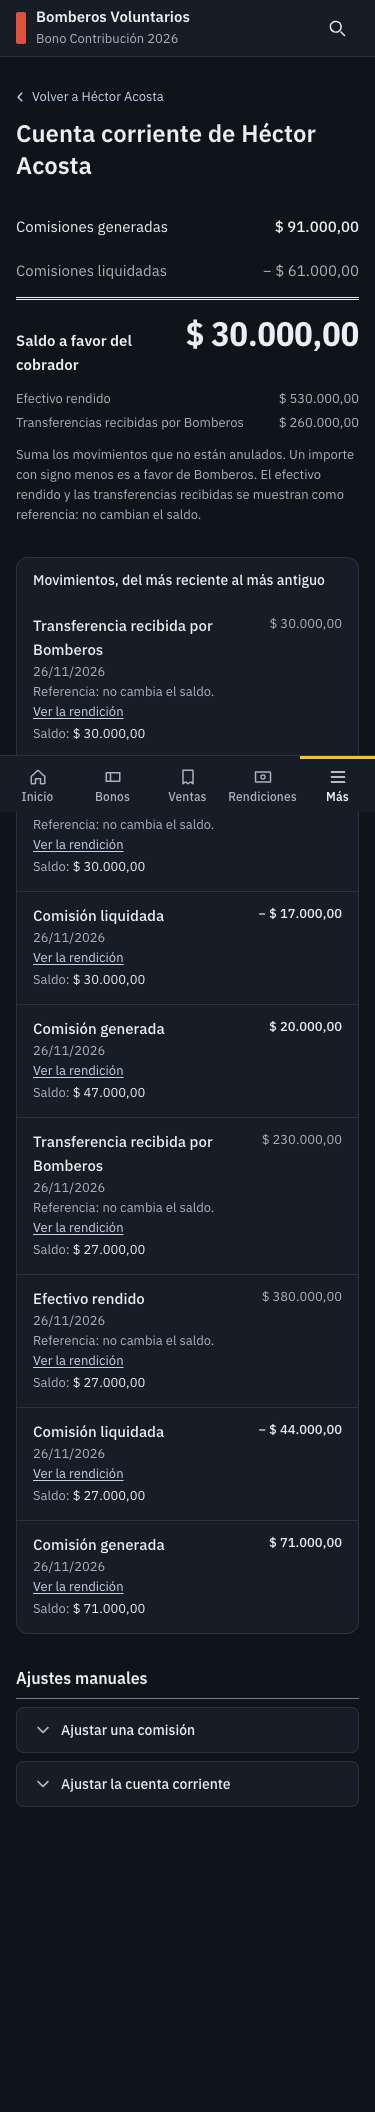 Bomberos Voluntarios
Bono Contribución 2026
Volver a Héctor Acosta
Cuenta corriente de Héctor
Acosta
Comisiones generadas $ 91.000,00
Comisiones liquidadas − $ 61.000,00
Saldo a favor del
cobrador $ 30.000,00
Efectivo rendido $ 530.000,00
Transferencias recibidas por Bomberos $ 260.000,00
Suma los movimientos que no están anulados. Un importe
con signo menos es a favor de Bomberos. El efectivo
rendido y las transferencias recibidas se muestran como
referencia: no cambian el saldo.
Movimientos, del más reciente al más antiguo
Transferencia recibida por $ 30.000,00
Bomberos
26/11/2026
Referencia: no cambia el saldo.
Ver la rendición
Saldo: $ 30.000,00
Inicio Bonos Ventas Rendiciones Más
Referencia: no cambia el saldo.
Ver la rendición
Saldo: $ 30.000,00
Comisión liquidada − $ 17.000,00
26/11/2026
Ver la rendición
Saldo: $ 30.000,00
Comisión generada $ 20.000,00
26/11/2026
Ver la rendición
Saldo: $ 47.000,00
Transferencia recibida por $ 230.000,00
Bomberos
26/11/2026
Referencia: no cambia el saldo.
Ver la rendición
Saldo: $ 27.000,00
Efectivo rendido $ 380.000,00
26/11/2026
Referencia: no cambia el saldo.
Ver la rendición
Saldo: $ 27.000,00
Comisión liquidada − $ 44.000,00
26/11/2026
Ver la rendición
Saldo: $ 27.000,00
Comisión generada $ 71.000,00
26/11/2026
Ver la rendición
Saldo: $ 71.000,00
Ajustes manuales
Ajustar una comisión
Ajustar la cuenta corriente